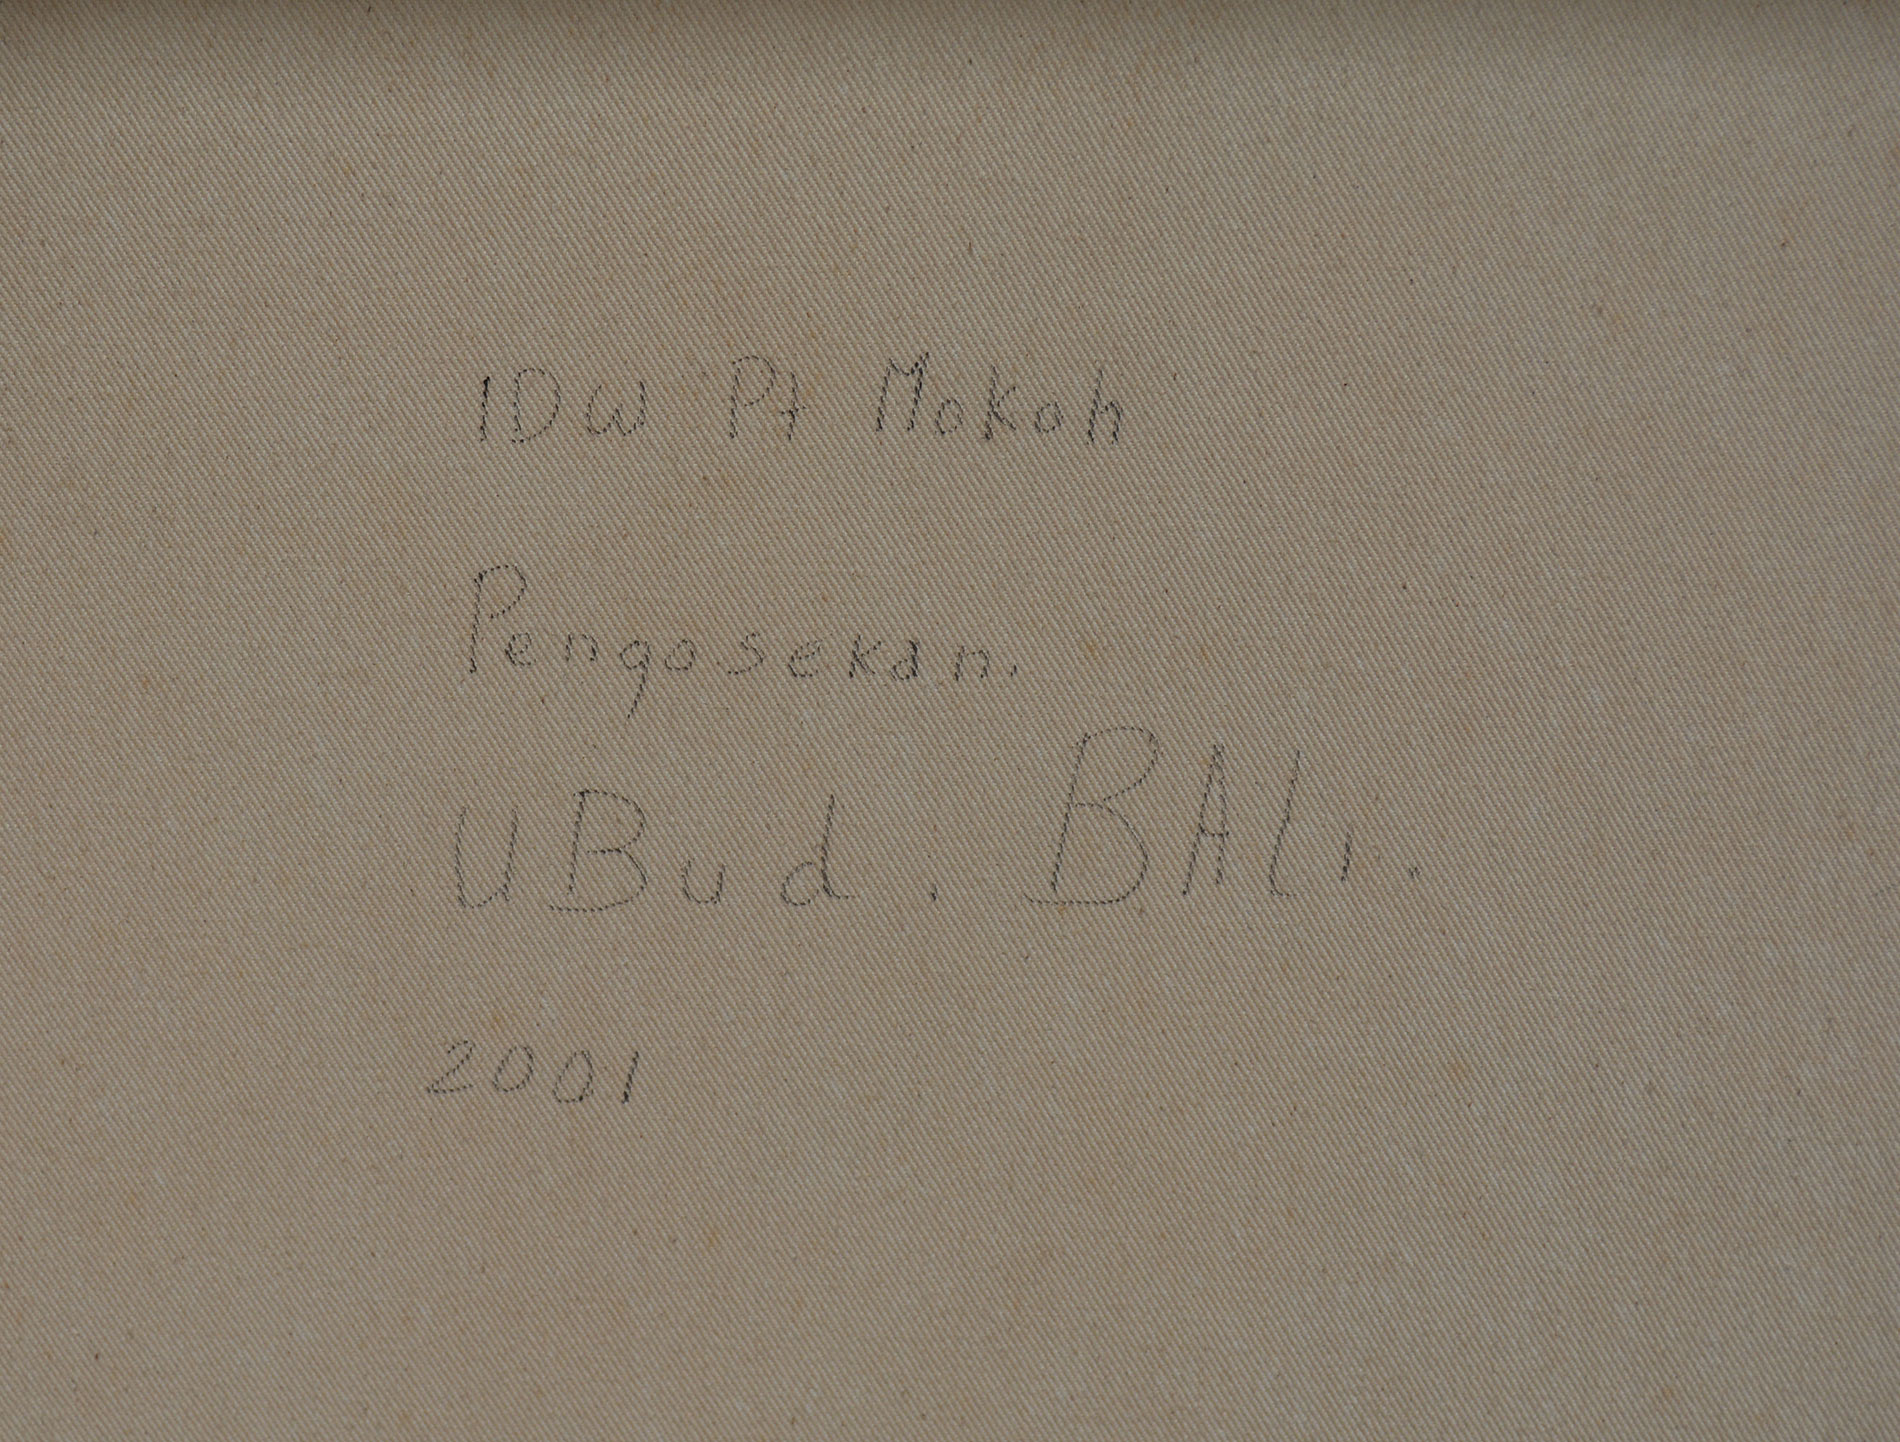 IDW Pt Mokoh
Pengosekan.
UBud. BALi.
2001